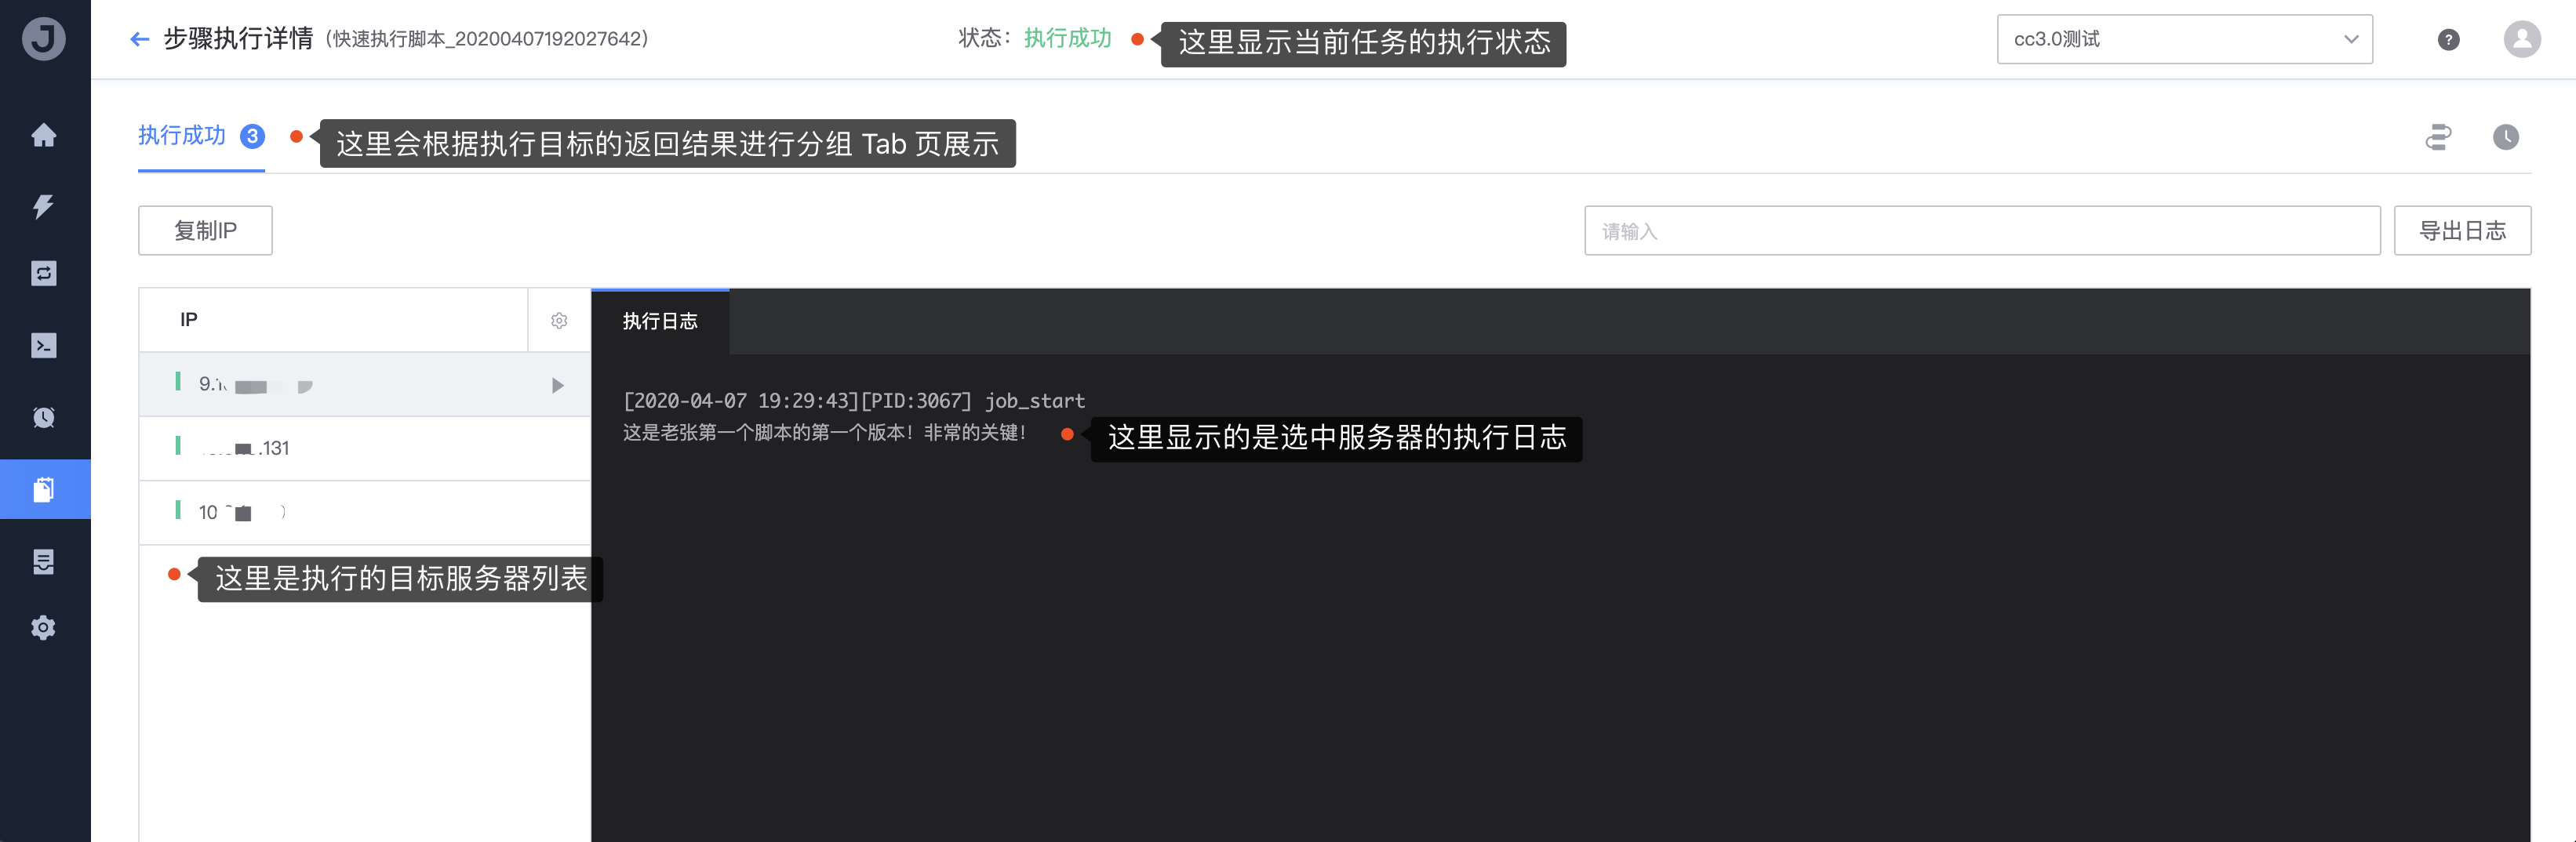 步骤执行详情 (快速执行脚本_20200407192027642)
状态： 执行成功
这里显示当前任务的执行状态
cc3.0测试
执行成功 3
这里会根据执行目标的返回结果进行分组 Tab 页展示
复制IP
请输入
导出日志
IP
执行日志
[2020-04-07 19:29:43][PID:3067] job_start
这是老张第一个脚本的第一个版本！非常的关键！
这里显示的是选中服务器的执行日志
.131
10
这里是执行的目标服务器列表